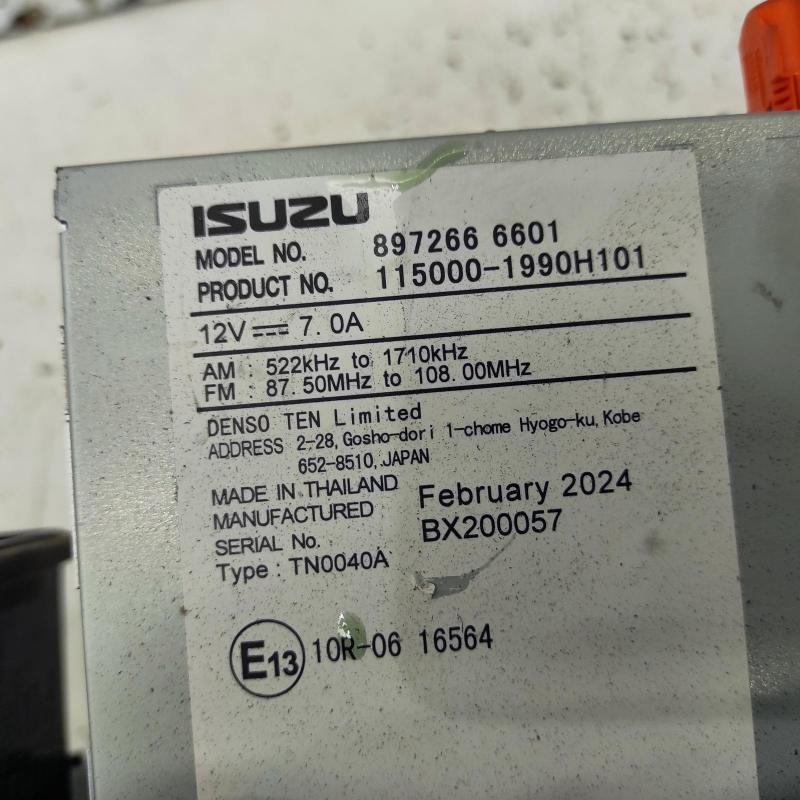 ISUZU
MODEL NO. 897266 6601
PRODUCT NO. 115000-1990H101
12V ⎓ 7.0A
AM : 522kHz to 1710kHz
FM : 87.50MHz to 108.00MHz
DENSO TEN Limited
ADDRESS 2-28, Gosho-dori 1-chome Hyogo-ku, Kobe
652-8510, JAPAN
MADE IN THAILAND
MANUFACTURED February 2024
SERIAL No. BX200057
Type : TN0040A
E13 10R-06 16564